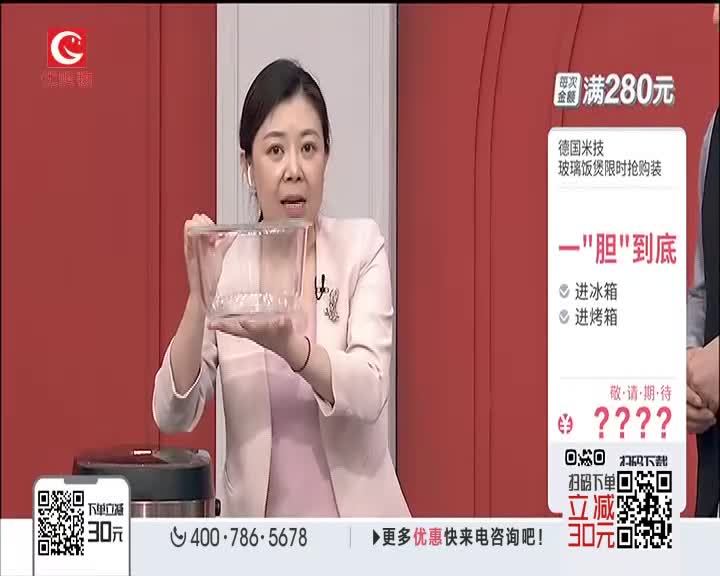 优购物
每次金额
满280元
德国米技
玻璃饭煲限时抢购装
一"胆"到底
进冰箱
进烤箱
敬·请·期·待
¥ ????
扫码下载
扫码下单
立减
30元
下单立减
30元
400·786·5678
更多优惠快来电咨询吧！